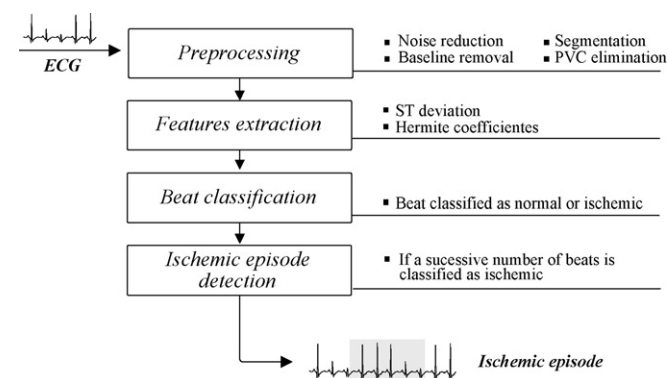 ECG
Preprocessing
▪ Noise reduction
▪ Baseline removal
▪ Segmentation
▪ PVC elimination
Features extraction
▪ ST deviation
▪ Hermite coefficientes
Beat classification
▪ Beat classified as normal or ischemic
Ischemic episode
detection
▪ If a sucessive number of beats is
classified as ischemic
Ischemic episode